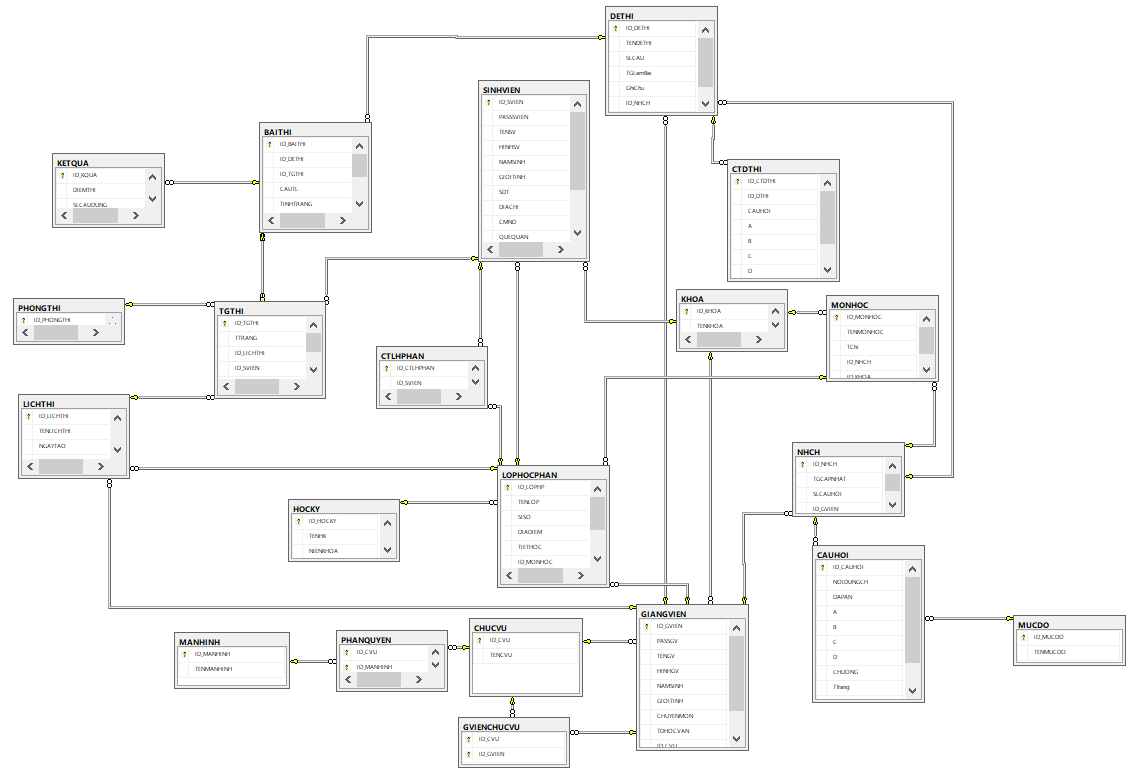 DETHI
ID_DETHI
TENDETHI
SLCAU
TGLamBai
GhiChu
ID_NHCH
SINHVIEN
ID_SVIEN
PASSSVIEN
TENSV
HINHSV
NAMSINH
GIOITINH
SDT
DIACHI
CMND
QUEQUAN
BAITHI
ID_BAITHI
ID_DETHI
ID_TGTHI
CAUTL
TINHTRANG
KETQUA
ID_KQUA
DIEMTHI
SLCAUDUNG
CTDTHI
ID_CTDTHI
ID_DTHI
CAUHOI
A
B
C
D
PHONGTHI
ID_PHONGTHI
TGTHI
ID_TGTHI
TTRANG
ID_LICHTHI
ID_SVIEN
KHOA
ID_KHOA
TENKHOA
MONHOC
ID_MONHOC
TENMONHOC
TChi
ID_NHCH
ID_KHOA
CTLHPHAN
ID_CTLHPHAN
ID_SVIEN
LICHTHI
ID_LICHTHI
TENLICHTHI
NGAYTAO
NHCH
ID_NHCH
TGCAPNHAT
SLCAUHOI
ID_GVIEN
LOPHOCPHAN
ID_LOPHP
TENLOP
SISO
DIADIEM
TIETHOC
ID_MONHOC
HOCKY
ID_HOCKY
TENHK
NIENKHOA
CAUHOI
ID_CAUHOI
NOIDUNGCH
DAPAN
A
B
C
D
CHUONG
TTrang
GIANGVIEN
ID_GVIEN
PASSGV
TENGV
HINHGV
NAMSINH
GIOITINH
CHUYENMON
TDHOCVAN
ID_CVU
MUCDO
ID_MUCDO
TENMUCDO
CHUCVU
ID_CVU
TENCVU
PHANQUYEN
ID_CVU
ID_MANHINH
MANHINH
ID_MANHINH
TENMANHINH
GVIENCHUCVU
ID_CVU
ID_GVIEN